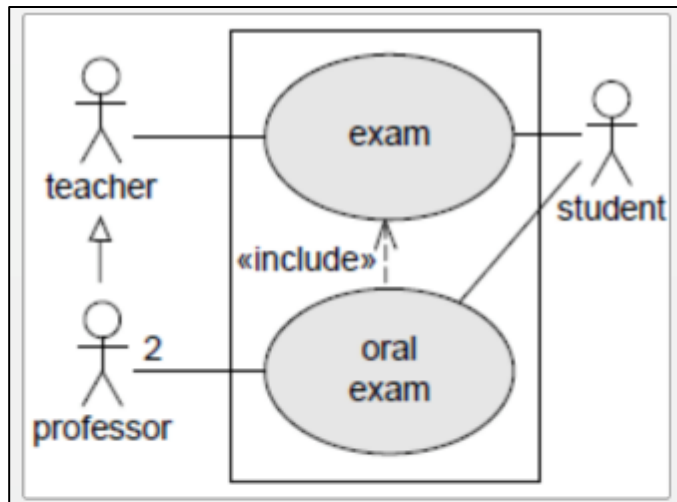 exam
teacher
student
«include»
2
oral
exam
professor